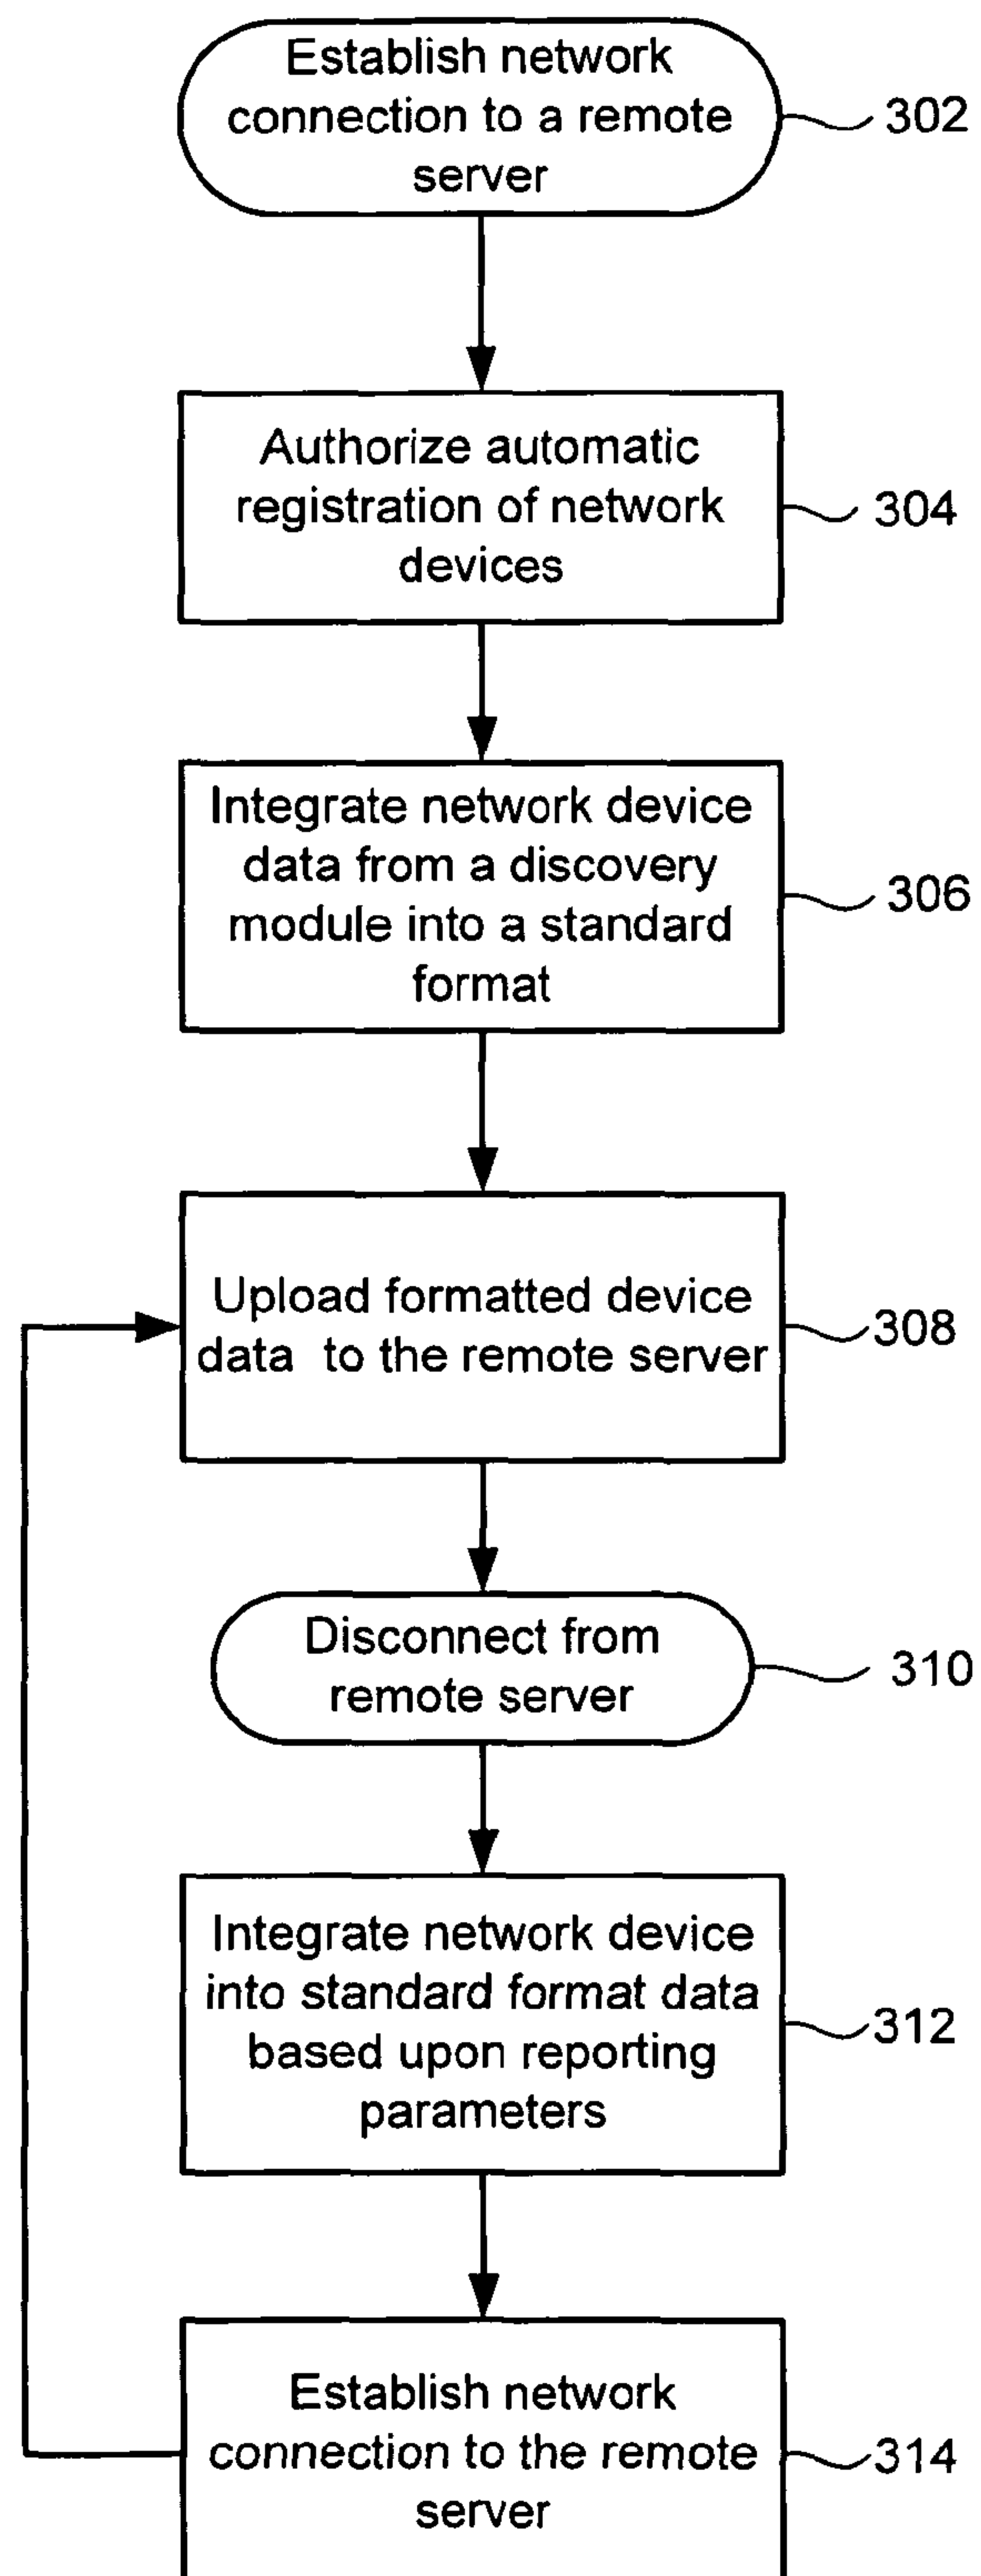 Establish network
connection to a remote
server
302
Authorize automatic
registration of network
devices
304
Integrate network device
data from a discovery
module into a standard
format
306
Upload formatted device
data to the remote server
308
Disconnect from
remote server
310
Integrate network device
into standard format data
based upon reporting
parameters
312
Establish network
connection to the remote
server
314